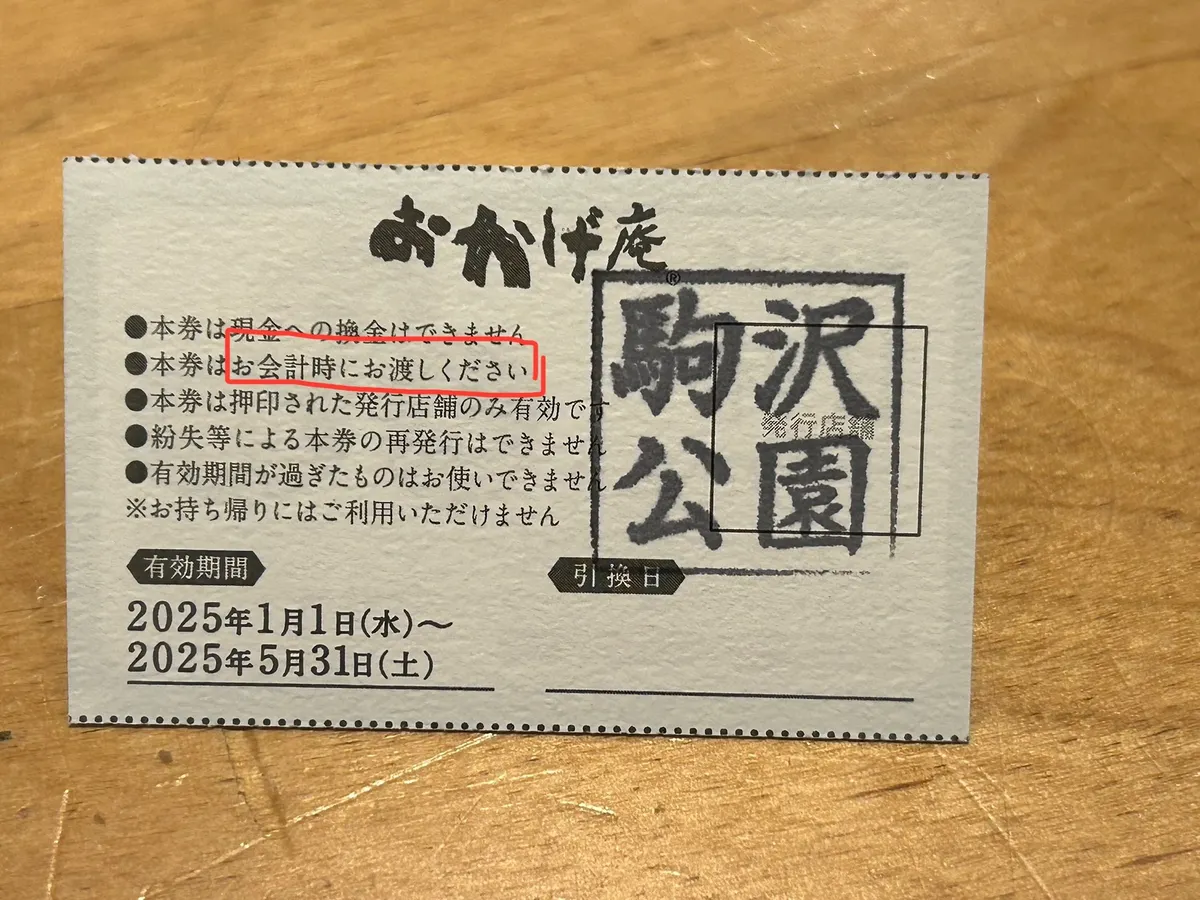 おかげ庵®
●本券は現金への換金はできません
●本券はお会計時にお渡しください
●本券は押印された発行店舗のみ有効です
●紛失等による本券の再発行はできません
●有効期間が過ぎたものはお使いできません
※お持ち帰りにはご利用いただけません
駒沢
公園
発行店舗
有効期間
2025年1月1日(水)〜
2025年5月31日(土)
引換日